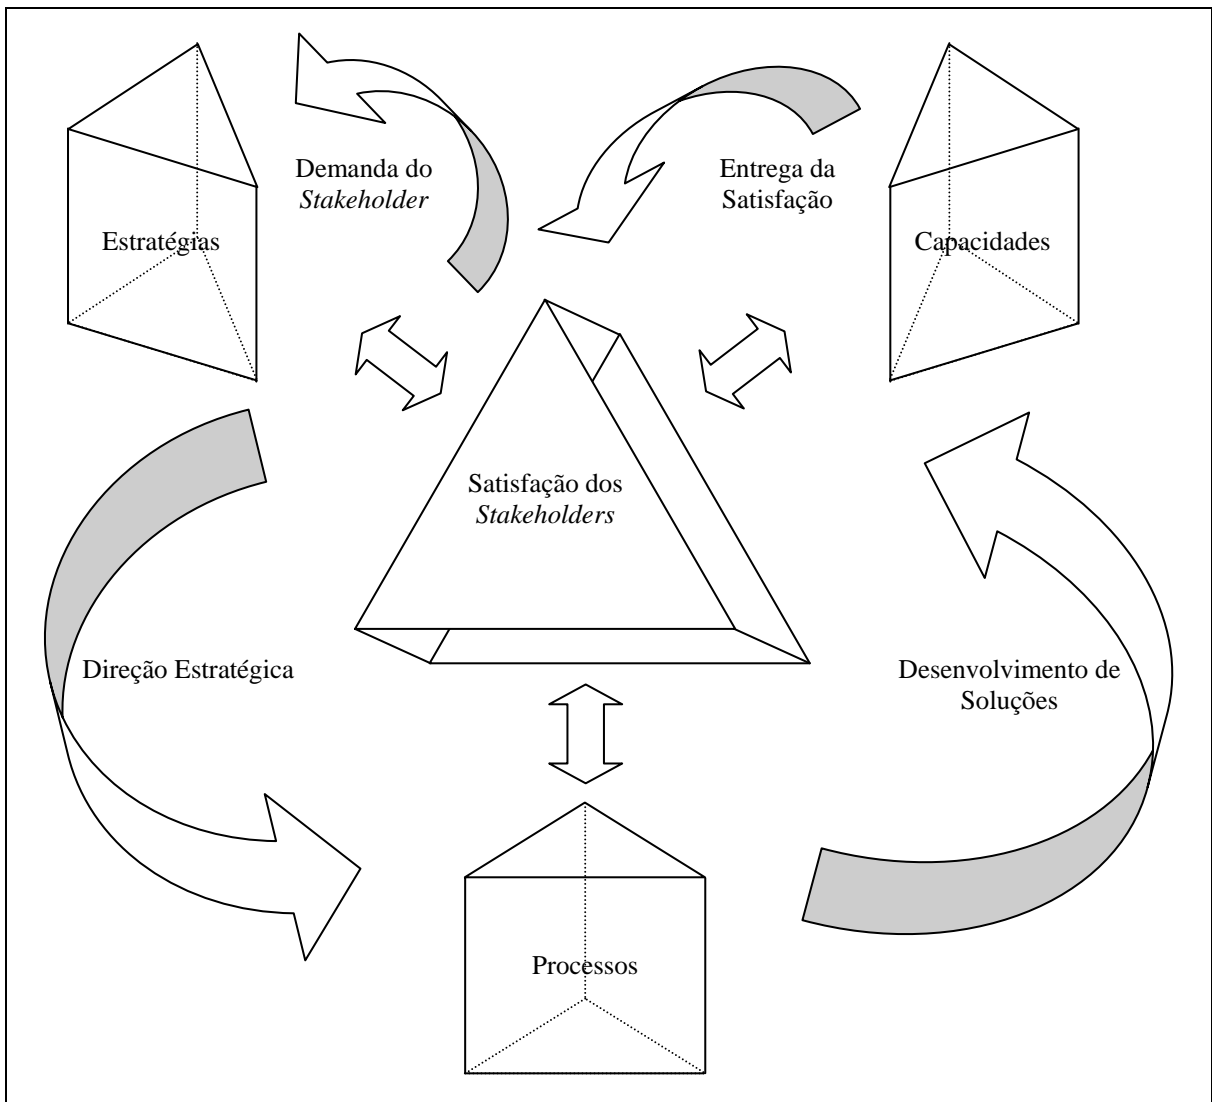 Demanda do
Stakeholder
Entrega da
Satisfação
Estratégias
Capacidades
Satisfação dos
Stakeholders
Direção Estratégica
Desenvolvimento de
Soluções
Processos